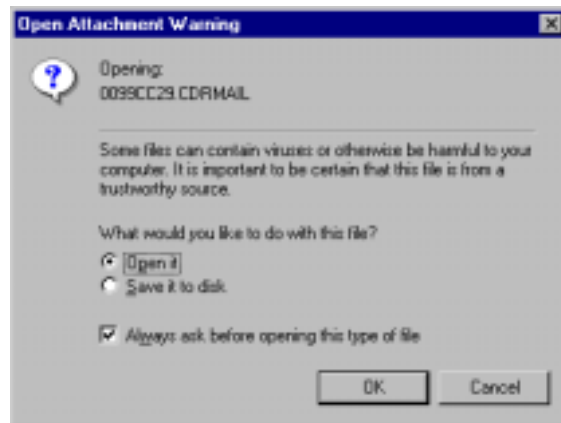 Open Attachment Warning
Opening:
0099CC29.CDRMAIL
Some files can contain viruses or otherwise be harmful to your
computer. It is important to be certain that this file is from a
trustworthy source.
What would you like to do with this file?
Open it
Save it to disk
Always ask before opening this type of file
OK Cancel